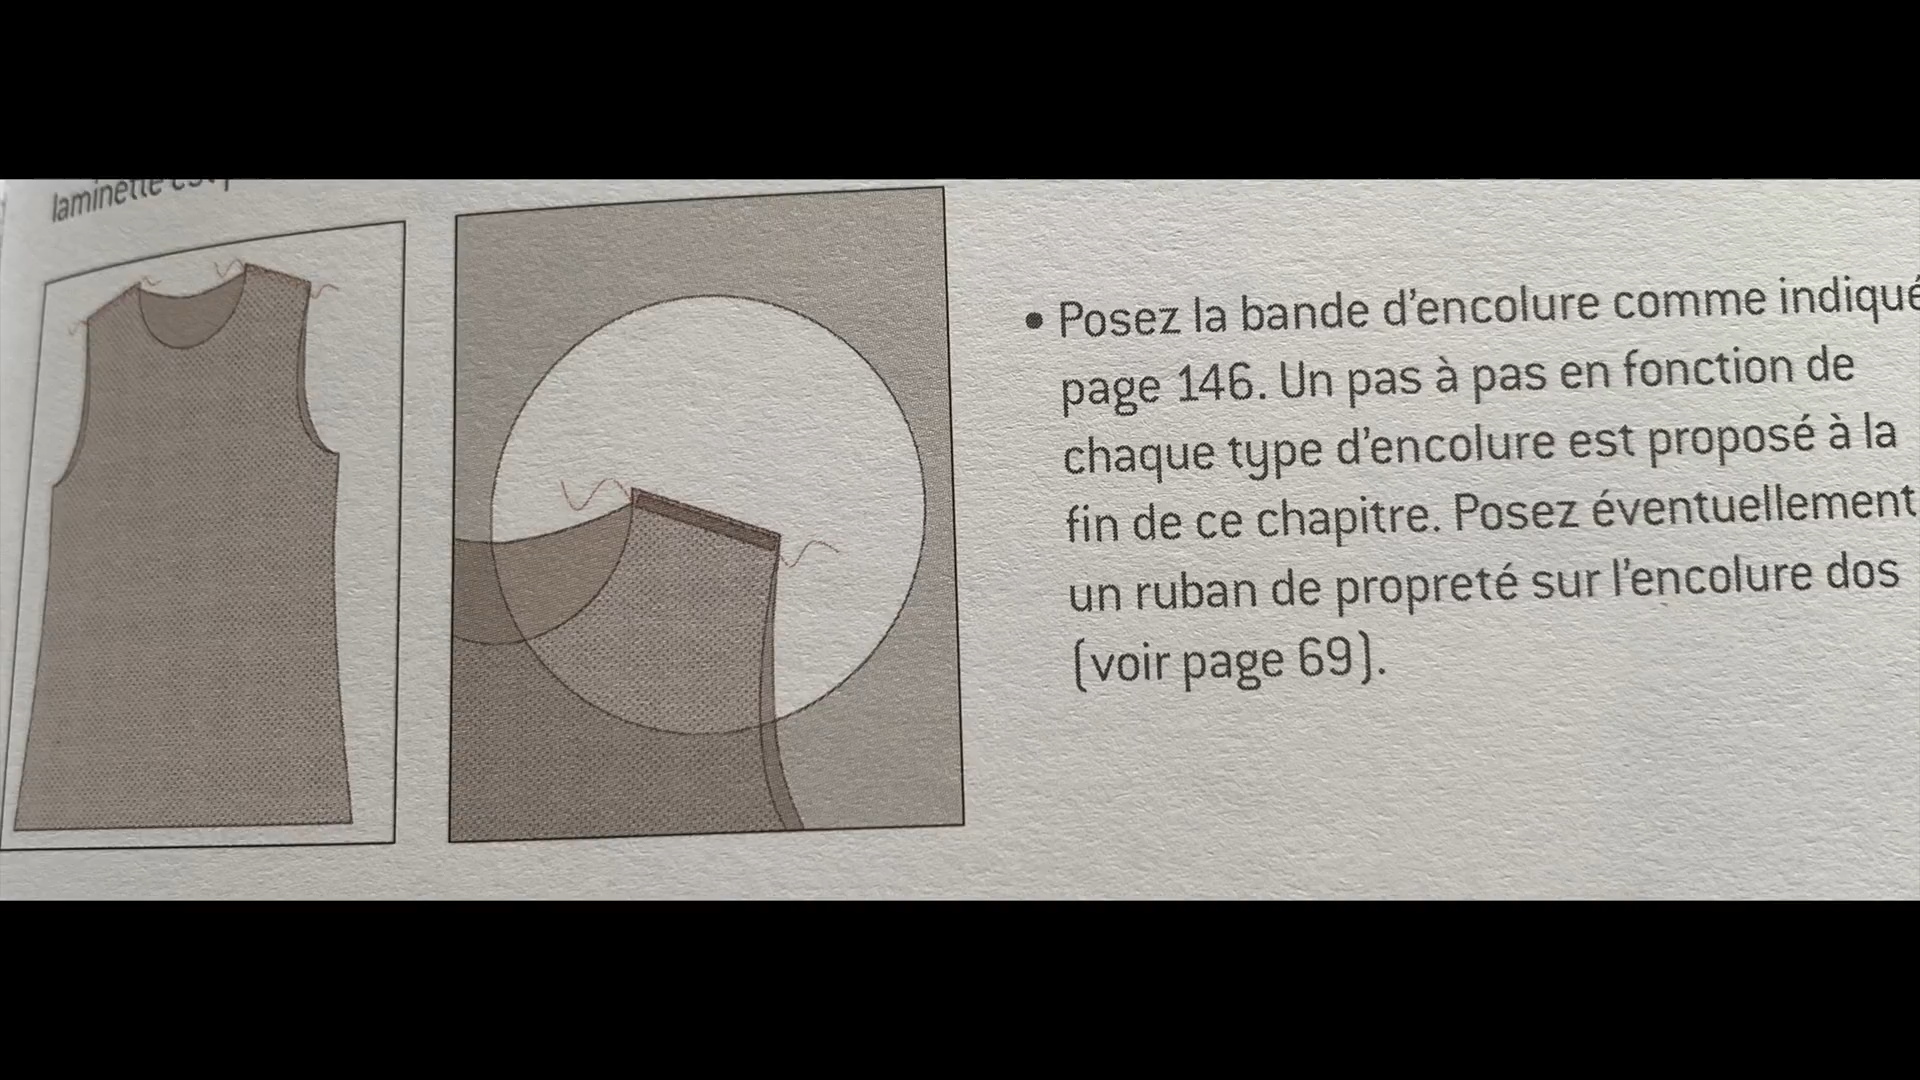 laminette
• Posez la bande d'encolure comme indiqué
page 146. Un pas à pas en fonction de
chaque type d'encolure est proposé à la
fin de ce chapitre. Posez éventuellement
un ruban de propreté sur l'encolure dos
(voir page 69).